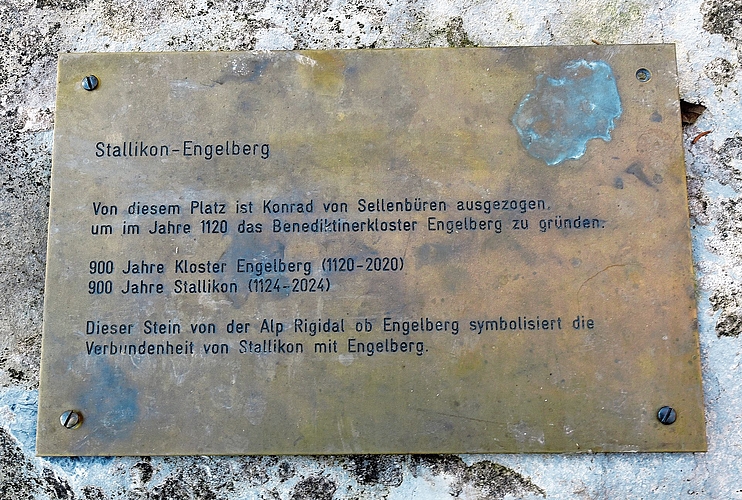 Stallikon-Engelberg
Von diesem Platz ist Konrad von Sellenbüren ausgezogen,
um im Jahre 1120 das Benediktinerkloster Engelberg zu gründen.
900 Jahre Kloster Engelberg (1120-2020)
900 Jahre Stallikon (1124-2024)
Dieser Stein von der Alp Rigidal ob Engelberg symbolisiert die
Verbundenheit von Stallikon mit Engelberg.